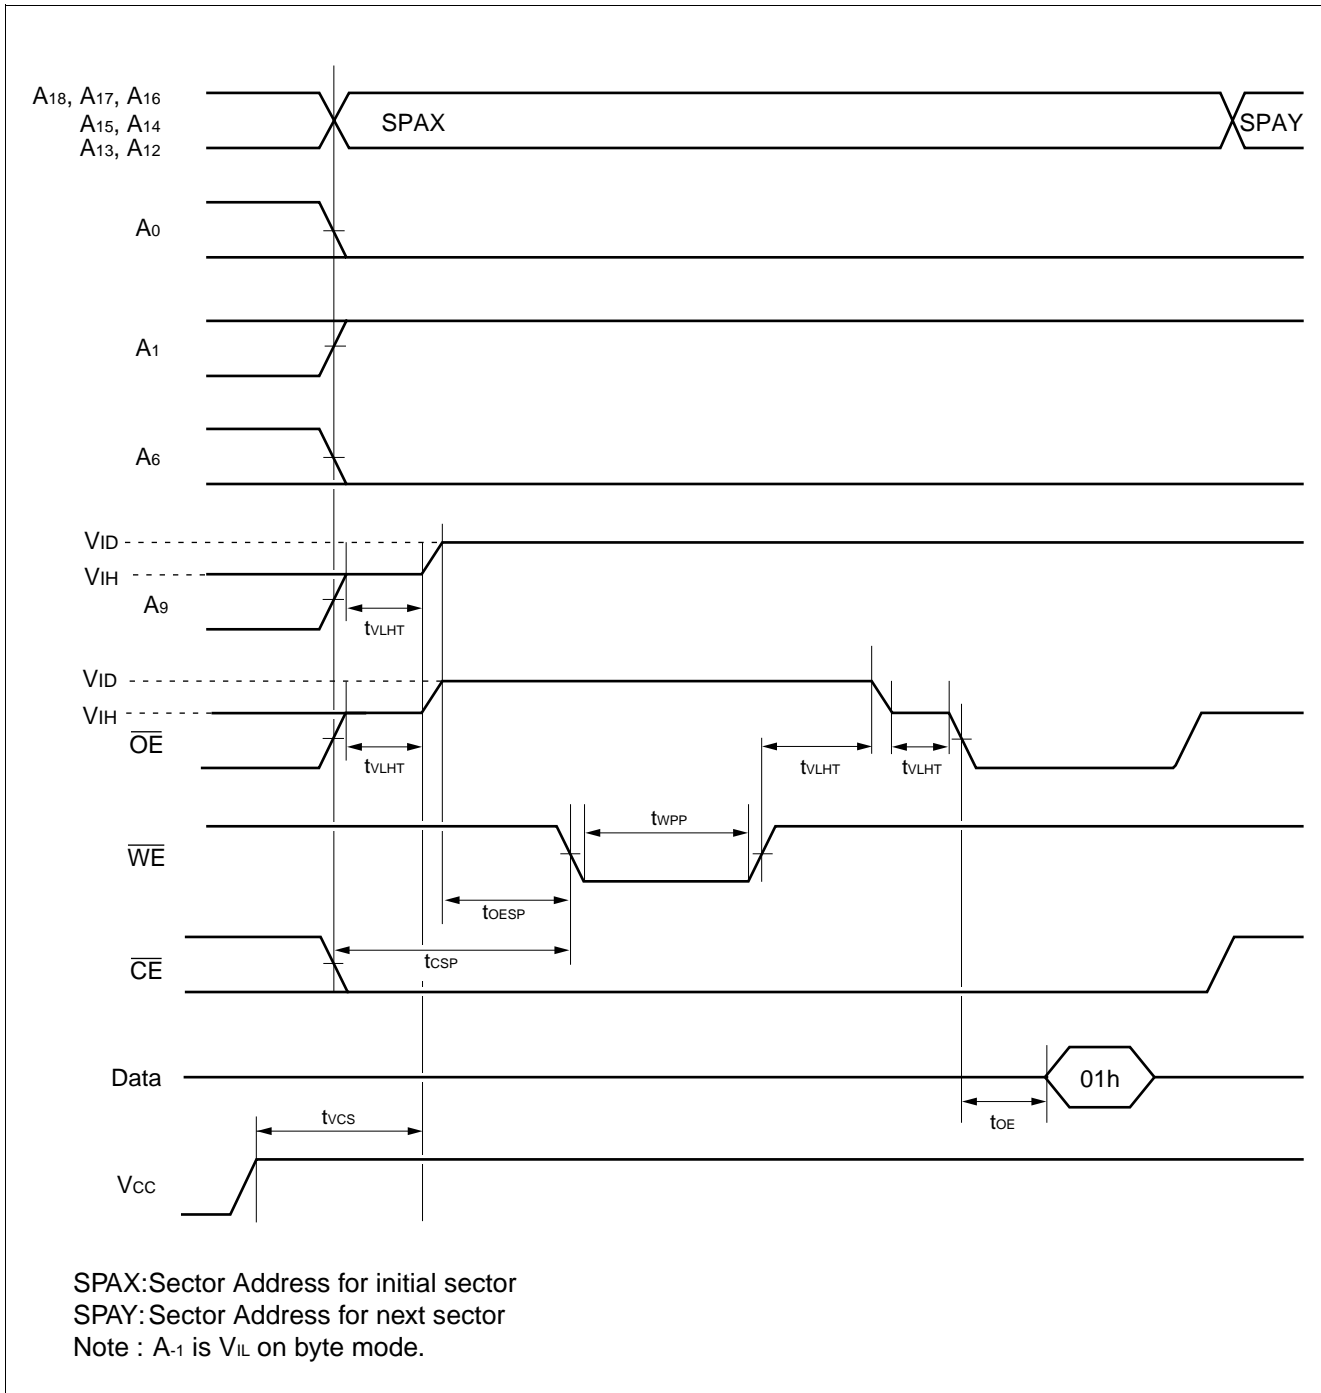 A18, A17, A16
A15, A14
A13, A12
SPAX
SPAY
A0
A1
A6
VID
VIH
A9
tVLHT
VID
VIH
OE
tVLHT
tVLHT
tVLHT
tWPP
WE
tOESP
tCSP
CE
Data
01h
tOE
tVCS
VCC
SPAX:Sector Address for initial sector
SPAY:Sector Address for next sector
Note : A-1 is VIL on byte mode.